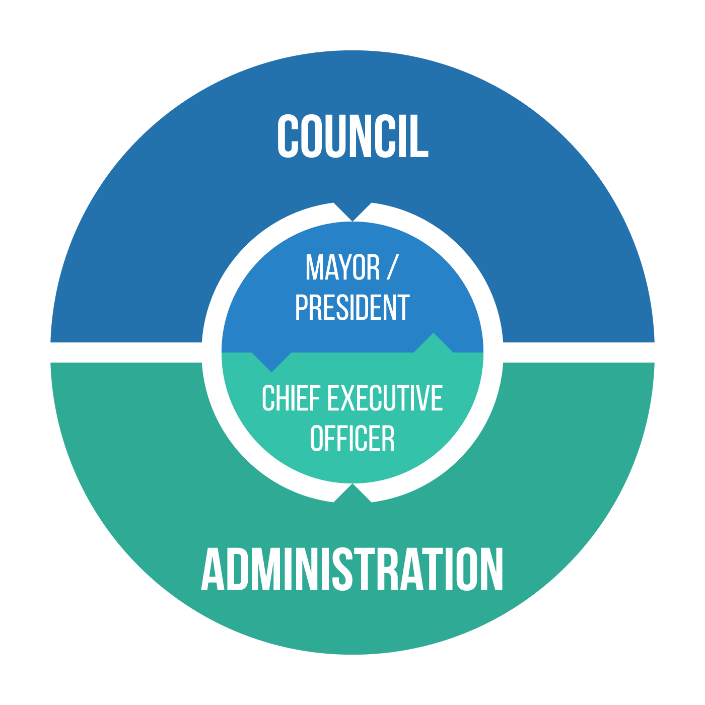 COUNCIL
MAYOR /
PRESIDENT
CHIEF EXECUTIVE
OFFICER
ADMINISTRATION